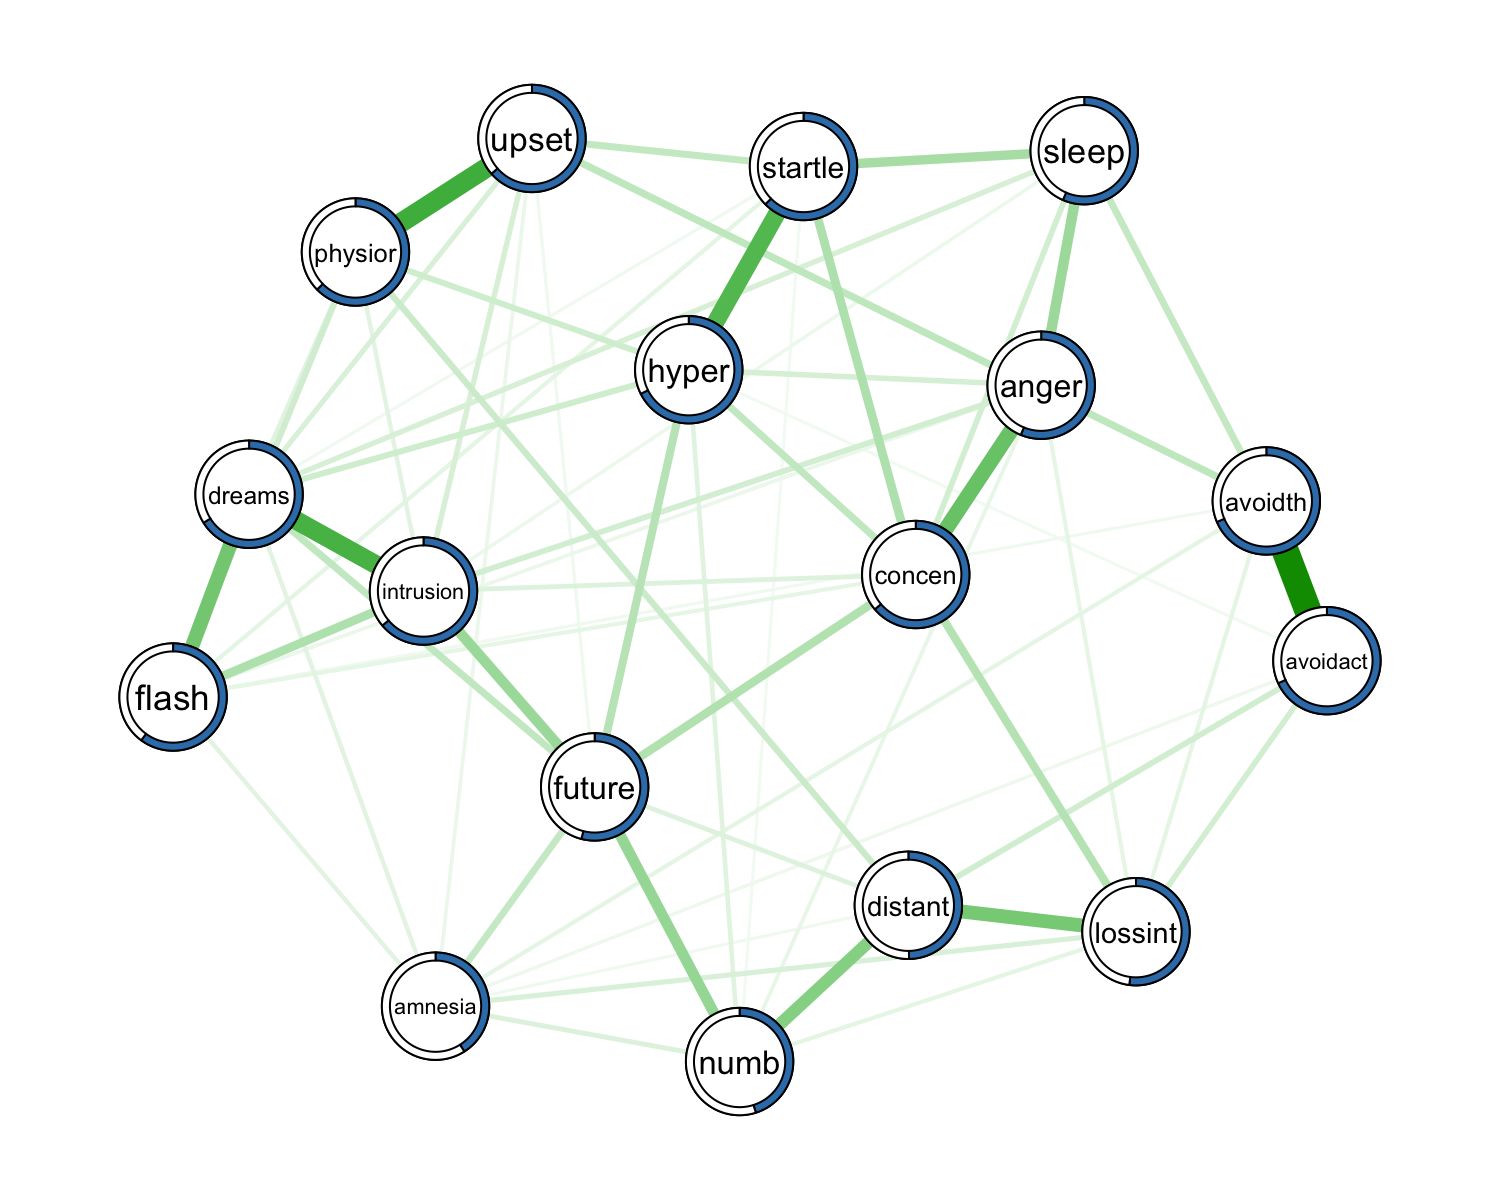 upset
startle
sleep
physior
hyper
anger
dreams
avoidth
intrusion
concen
avoidact
flash
future
distant
lossint
amnesia
numb